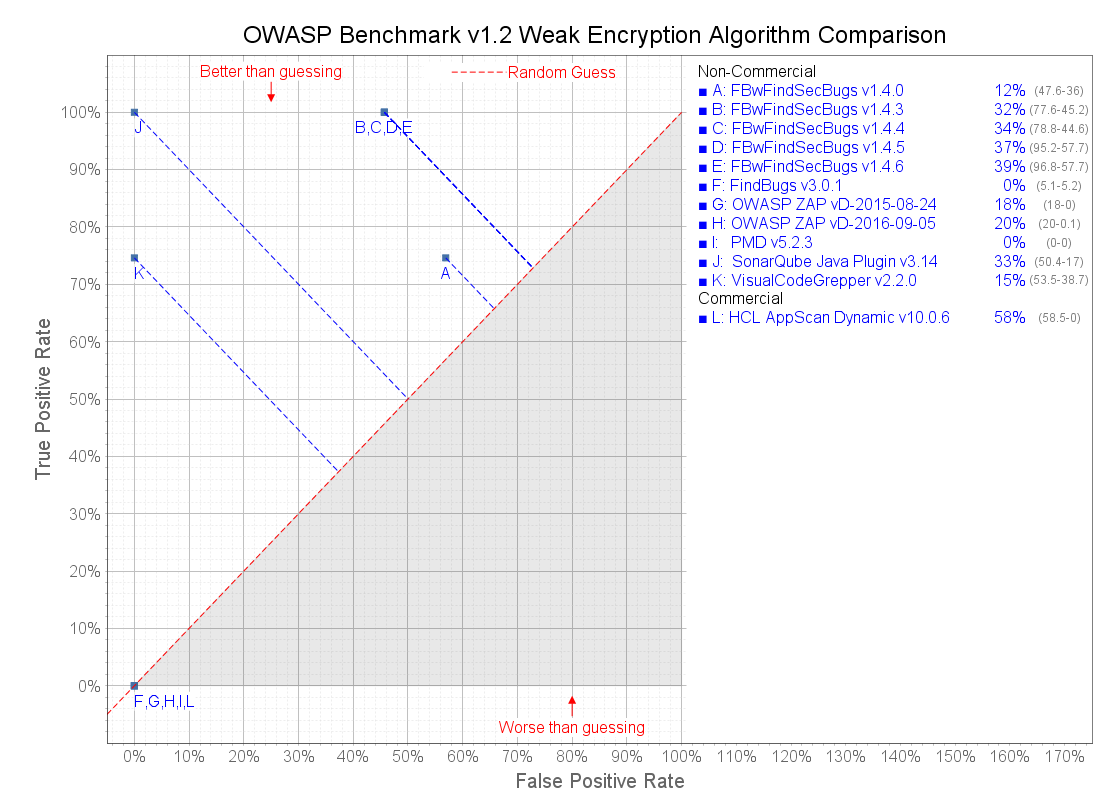 OWASP Benchmark v1.2 Weak Encryption Algorithm Comparison
Better than guessing
Random Guess
Non-Commercial
A: FBwFindSecBugs v1.4.0 12% (47.6-36)
B: FBwFindSecBugs v1.4.3 32% (77.6-45.2)
C: FBwFindSecBugs v1.4.4 34% (78.8-44.6)
D: FBwFindSecBugs v1.4.5 37% (95.2-57.7)
E: FBwFindSecBugs v1.4.6 39% (96.8-57.7)
F: FindBugs v3.0.1 0% (5.1-5.2)
G: OWASP ZAP vD-2015-08-24 18% (18-0)
H: OWASP ZAP vD-2016-09-05 20% (20-0.1)
I: PMD v5.2.3 0% (0-0)
J: SonarQube Java Plugin v3.14 33% (50.4-17)
K: VisualCodeGrepper v2.2.0 15% (53.5-38.7)
Commercial
L: HCL AppScan Dynamic v10.0.6 58% (58.5-0)
True Positive Rate
100%
90%
80%
70%
60%
50%
40%
30%
20%
10%
0%
J
B,C,D,E
K
A
F,G,H,I,L
Worse than guessing
0% 10% 20% 30% 40% 50% 60% 70% 80% 90% 100% 110% 120% 130% 140% 150% 160% 170%
False Positive Rate